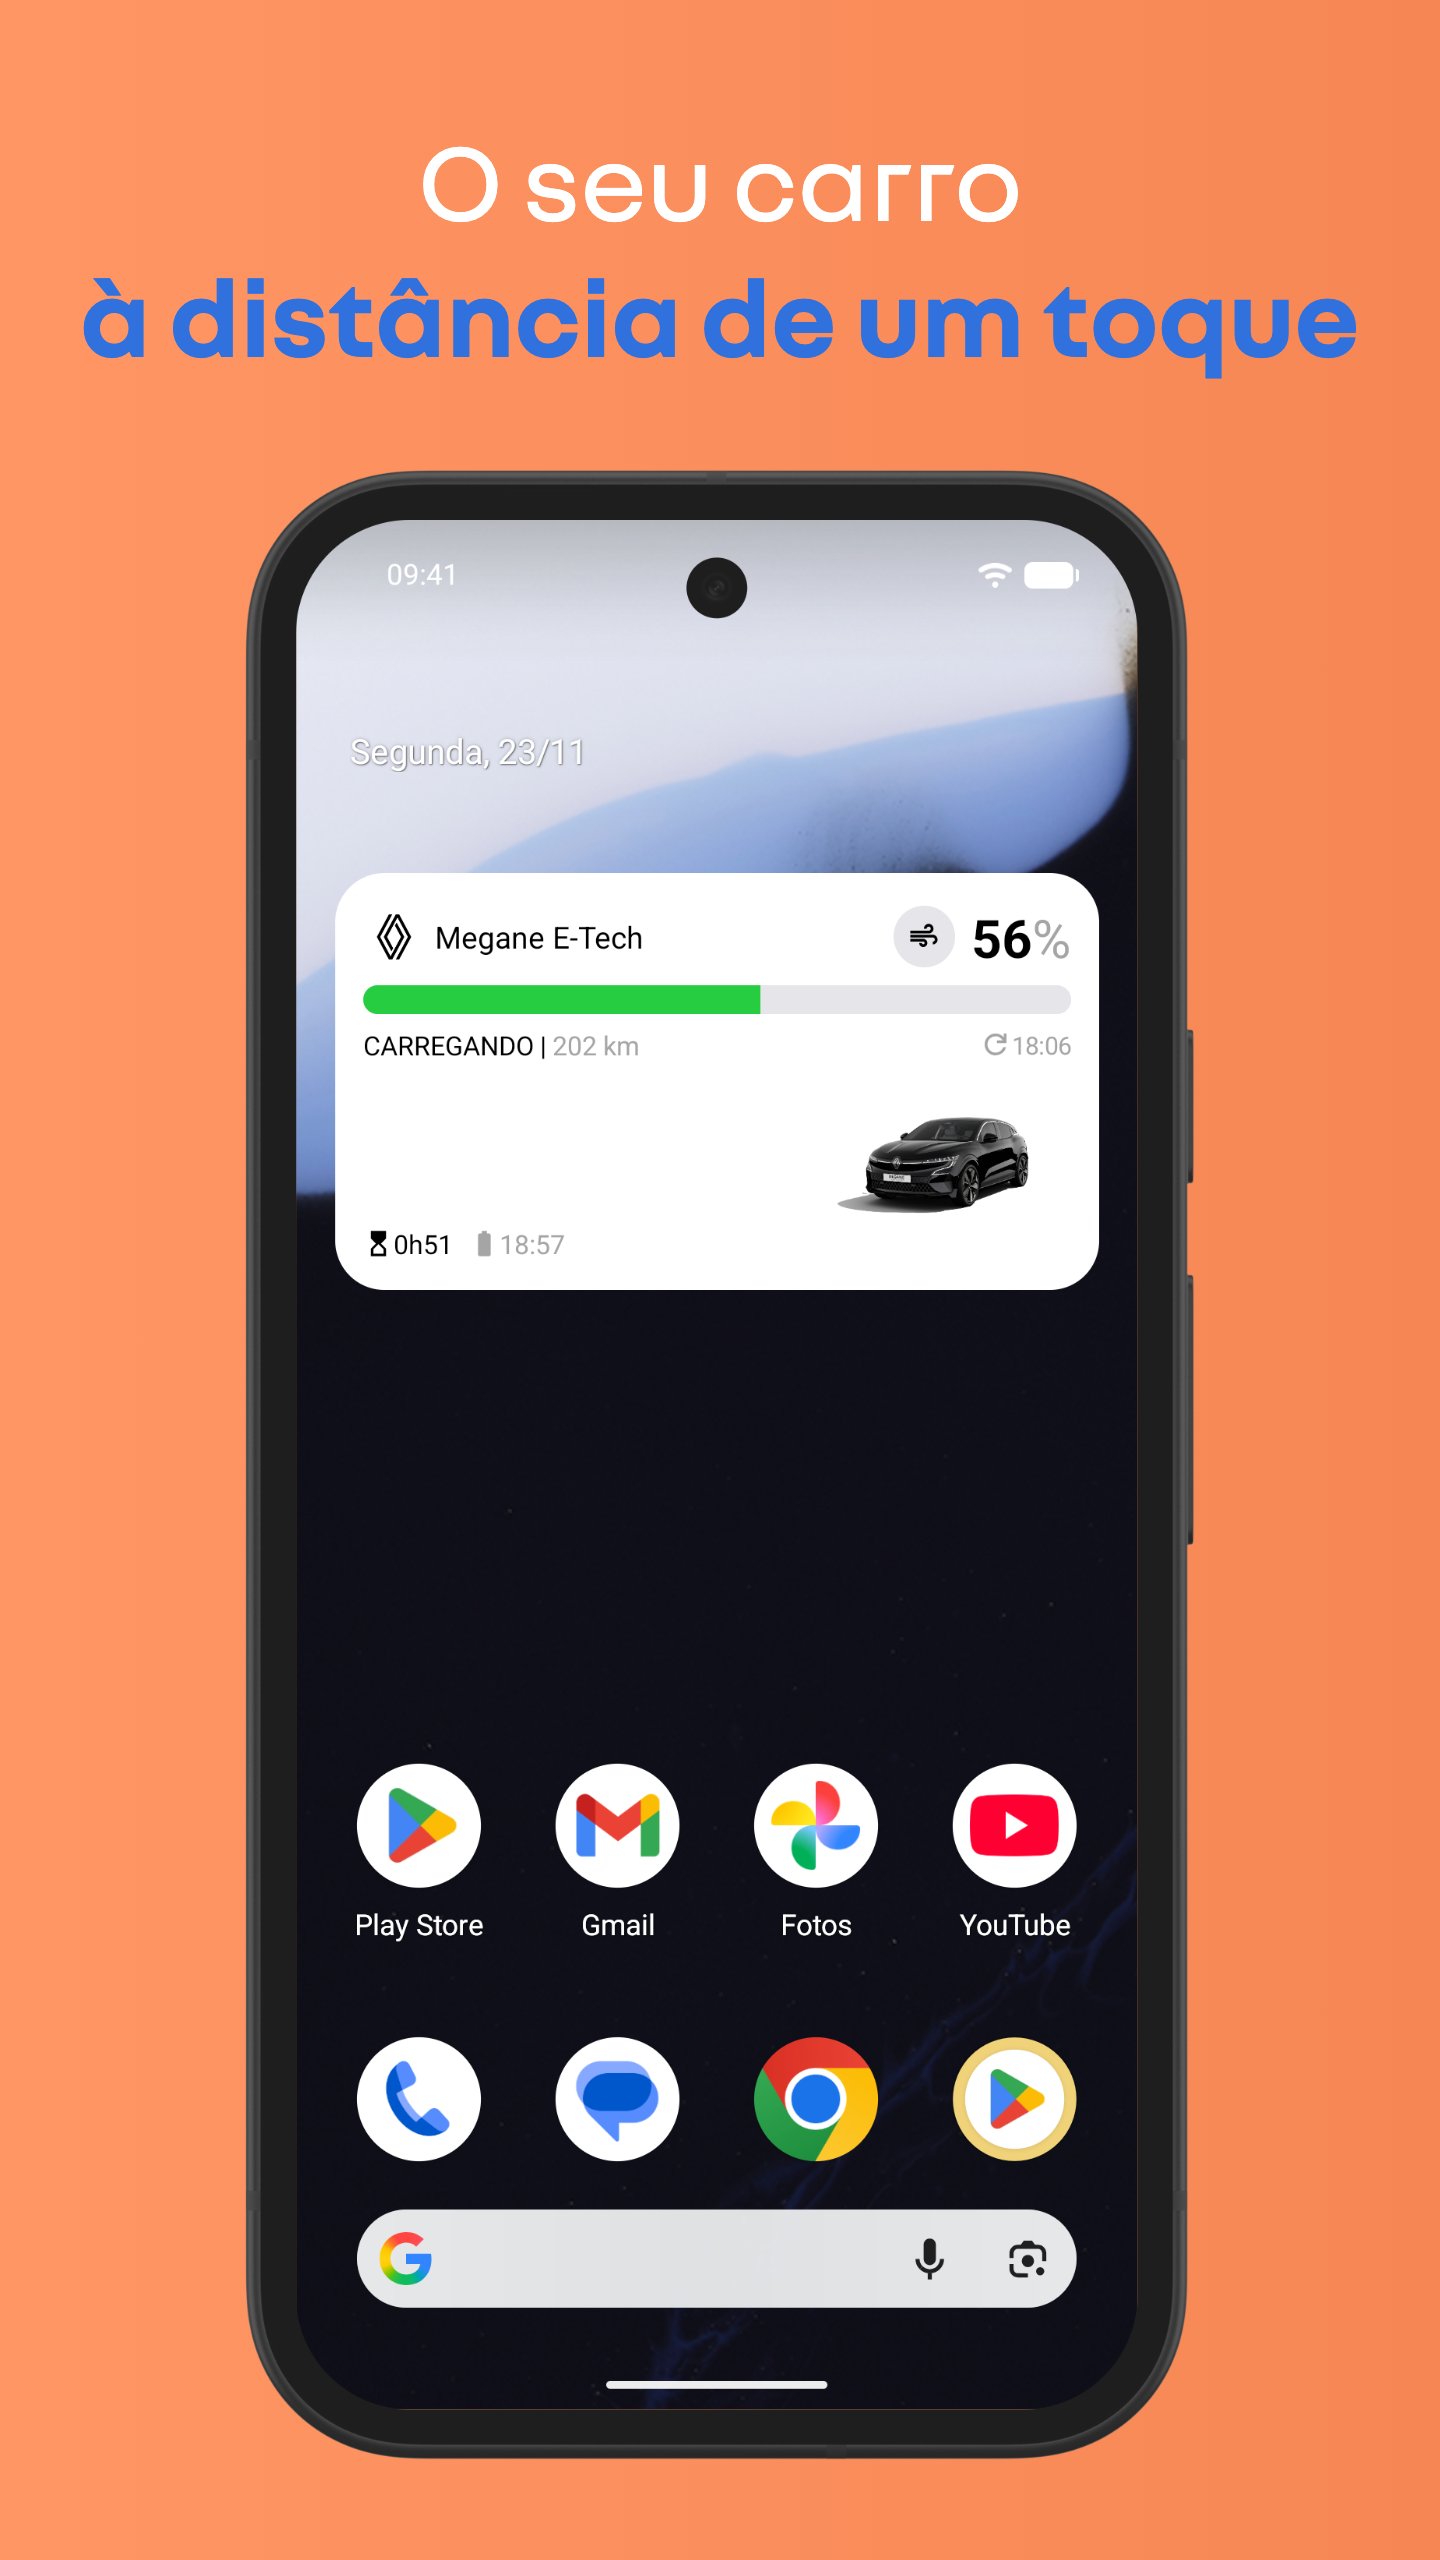 O seu carro
à distância de um toque
09:41
Segunda, 23/11
Megane E-Tech
56%
CARREGANDO | 202 km
18:06
0h51
18:57
Play Store
Gmail
Fotos
YouTube